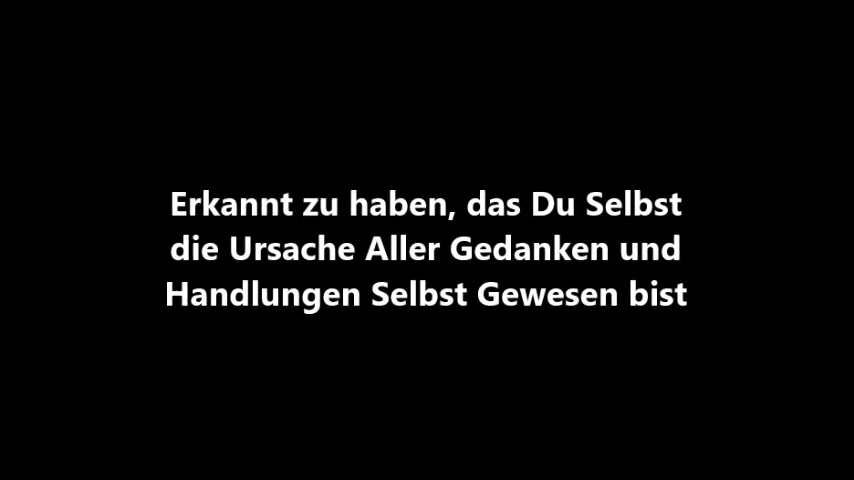 Erkannt zu haben, das Du Selbst
die Ursache Aller Gedanken und
Handlungen Selbst Gewesen bist